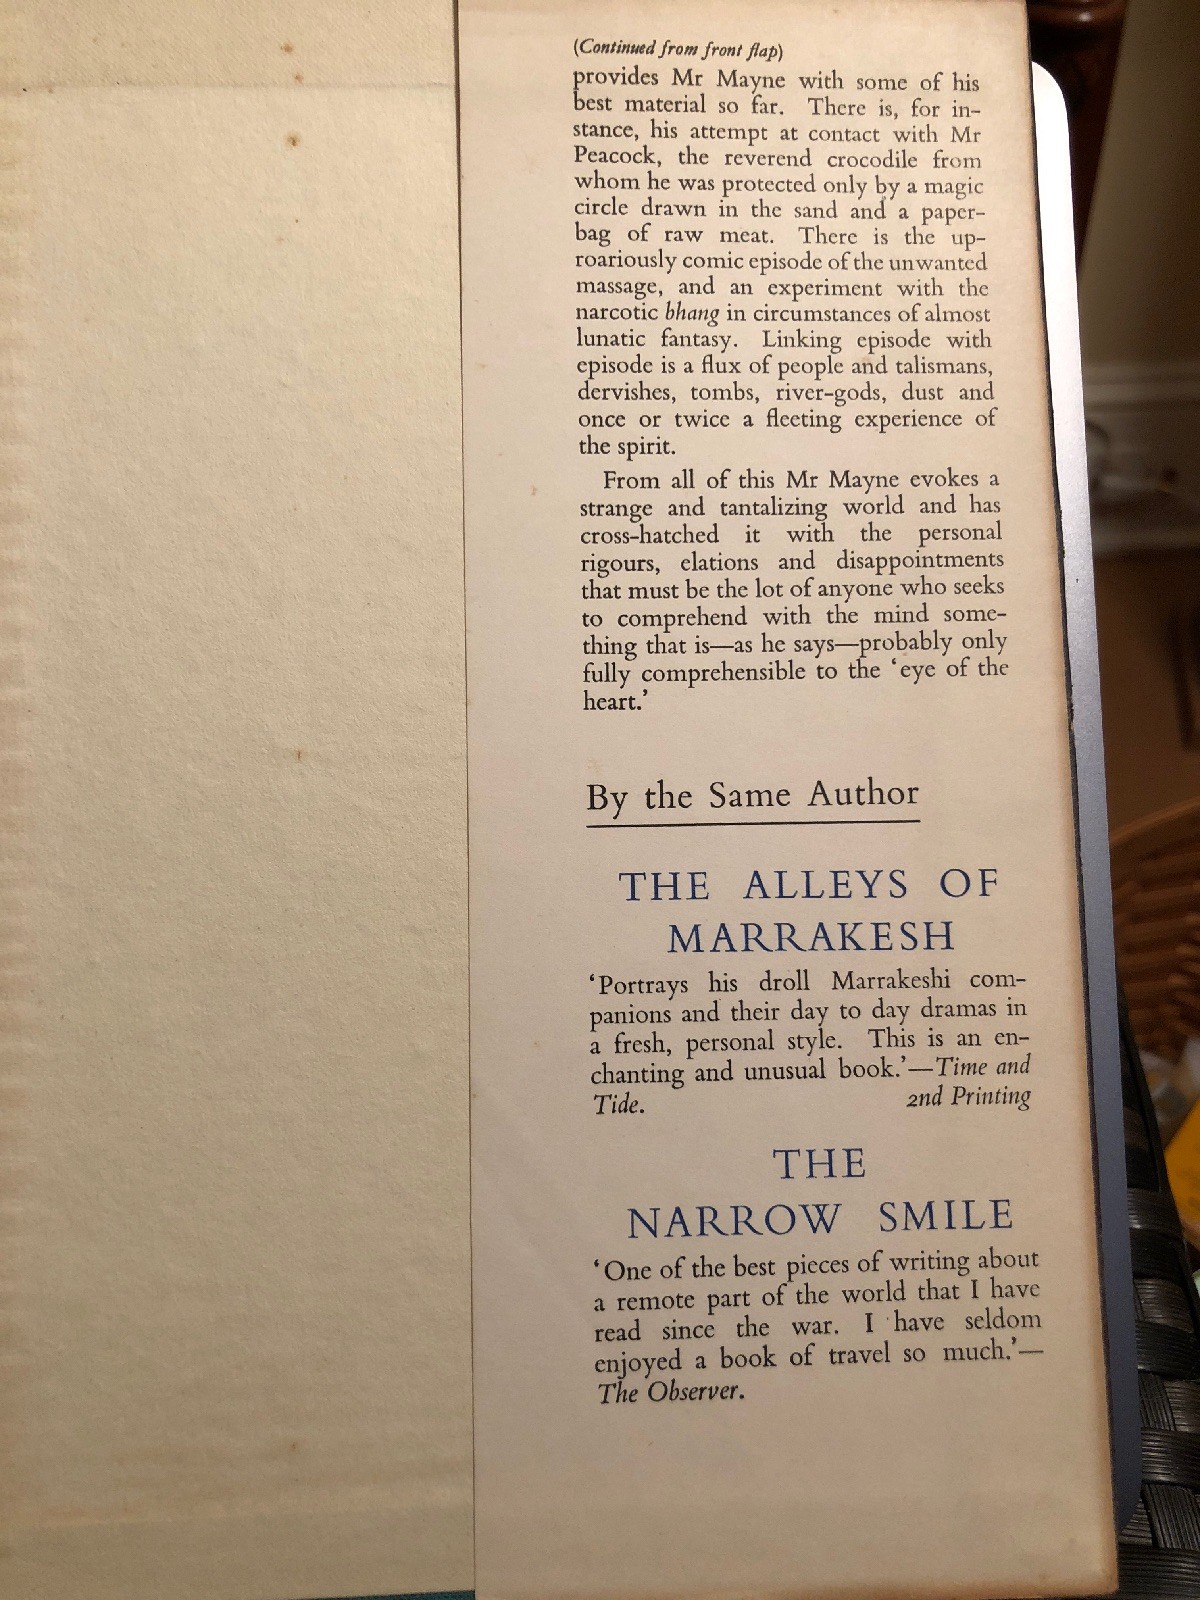 (Continued from front flap)
provides Mr Mayne with some of his
best material so far. There is, for in-
stance, his attempt at contact with Mr
Peacock, the reverend crocodile from
whom he was protected only by a magic
circle drawn in the sand and a paper-
bag of raw meat. There is the up-
roariously comic episode of the unwanted
massage, and an experiment with the
narcotic bhang in circumstances of almost
lunatic fantasy. Linking episode with
episode is a flux of people and talismans,
dervishes, tombs, river-gods, dust and
once or twice a fleeting experience of
the spirit.
From all of this Mr Mayne evokes a
strange and tantalizing world and has
cross-hatched it with the personal
rigours, elations and disappointments
that must be the lot of anyone who seeks
to comprehend with the mind some-
thing that is—as he says—probably only
fully comprehensible to the ‘eye of the
heart.’
By the Same Author
THE ALLEYS OF
MARRAKESH
‘Portrays his droll Marrakeshi com-
panions and their day to day dramas in
a fresh, personal style. This is an en-
chanting and unusual book.’—Time and
Tide. 2nd Printing
THE
NARROW SMILE
‘One of the best pieces of writing about
a remote part of the world that I have
read since the war. I have seldom
enjoyed a book of travel so much.’—
The Observer.